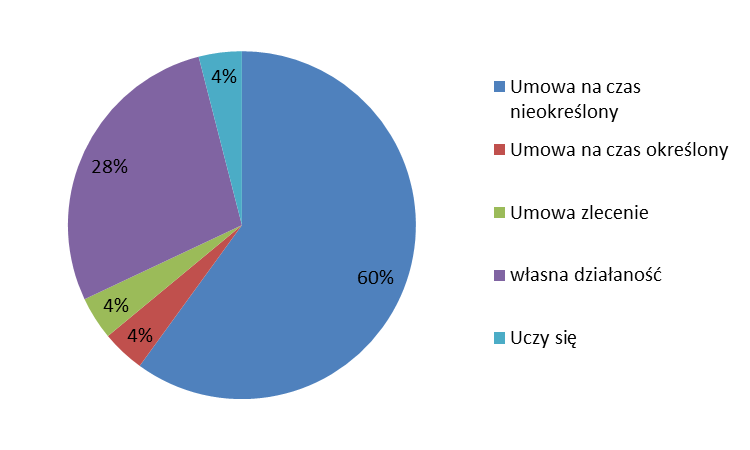 4%
28%
60%
4%
4%
Umowa na czas
nieokreślony
Umowa na czas określony
Umowa zlecenie
własna działaność
Uczy się